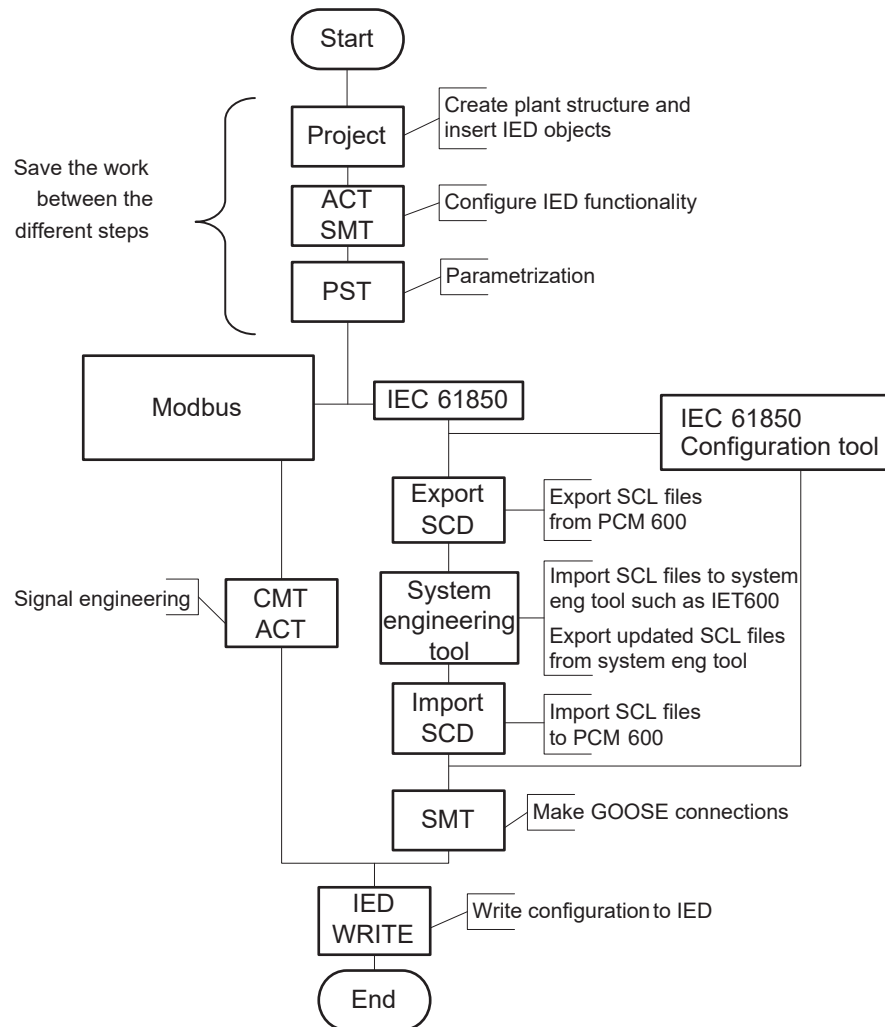 Start
Project
Create plant structure and
insert IED objects
Save the work
between the
different steps
ACT
SMT
Configure IED functionality
PST
Parametrization
Modbus
IEC 61850
IEC 61850
Configuration tool
Export
SCD
Export SCL files
from PCM 600
Signal engineering
CMT
ACT
System
engineering
tool
Import SCL files to system
eng tool such as IET600
Export updated SCL files
from system eng tool
Import
SCD
Import SCL files
to PCM 600
SMT
Make GOOSE connections
IED
WRITE
Write configuration to IED
End